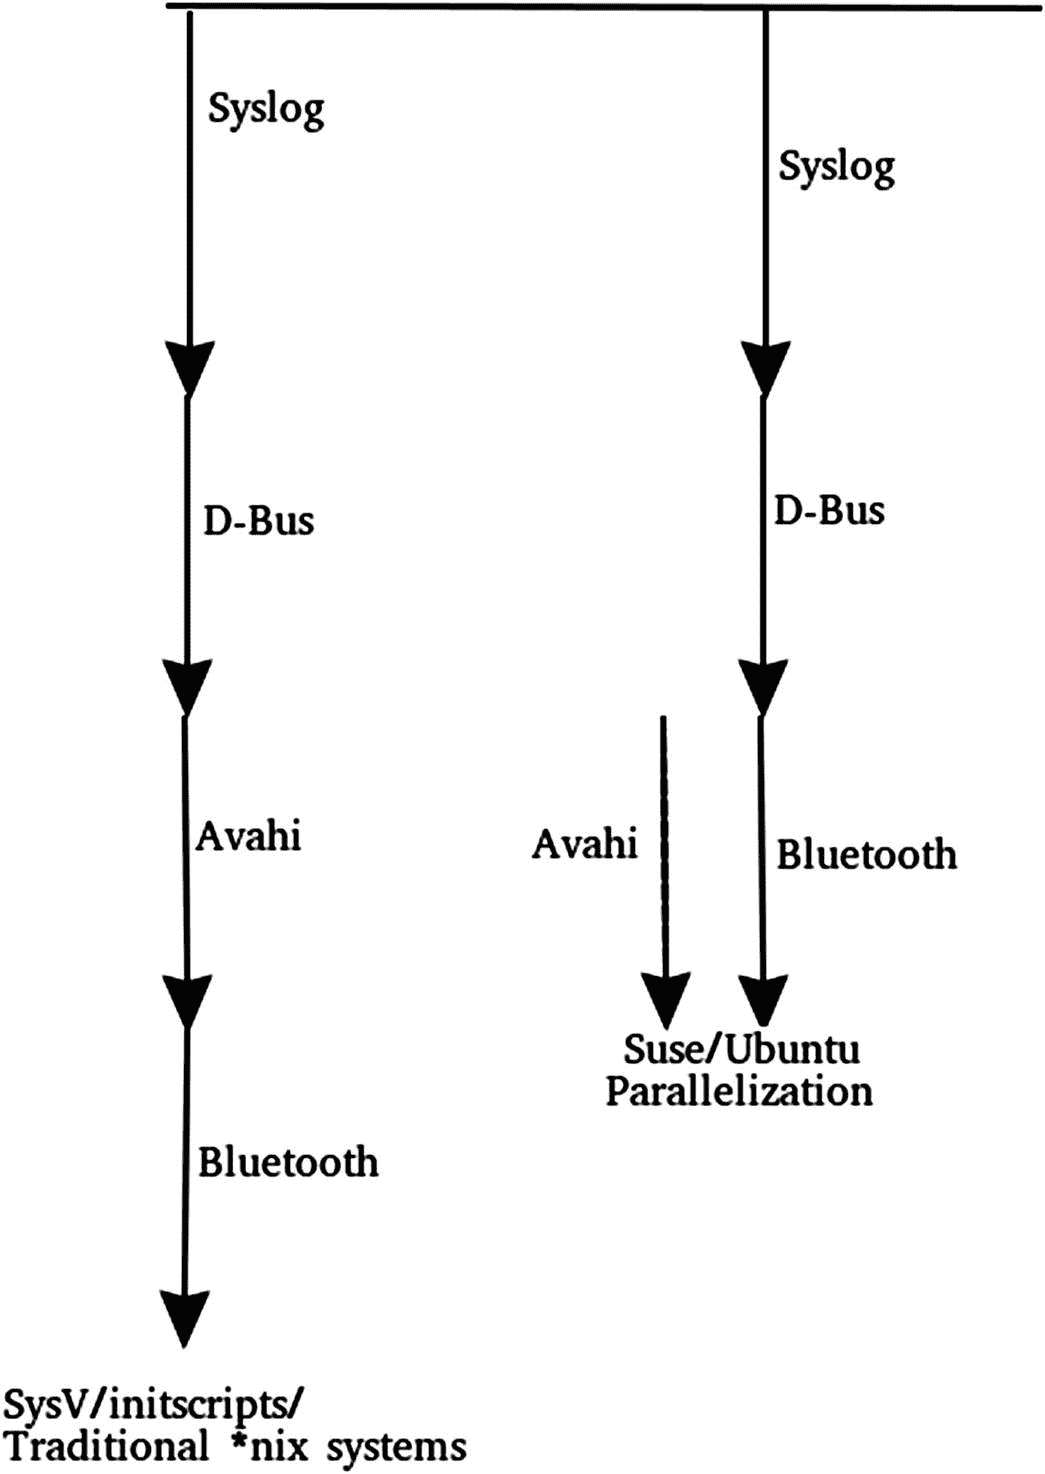 Syslog
Syslog
D-Bus
D-Bus
Avahi
Avahi
Bluetooth
Suse/Ubuntu
Parallelization
Bluetooth
SysV/initscripts/
Traditional *nix systems